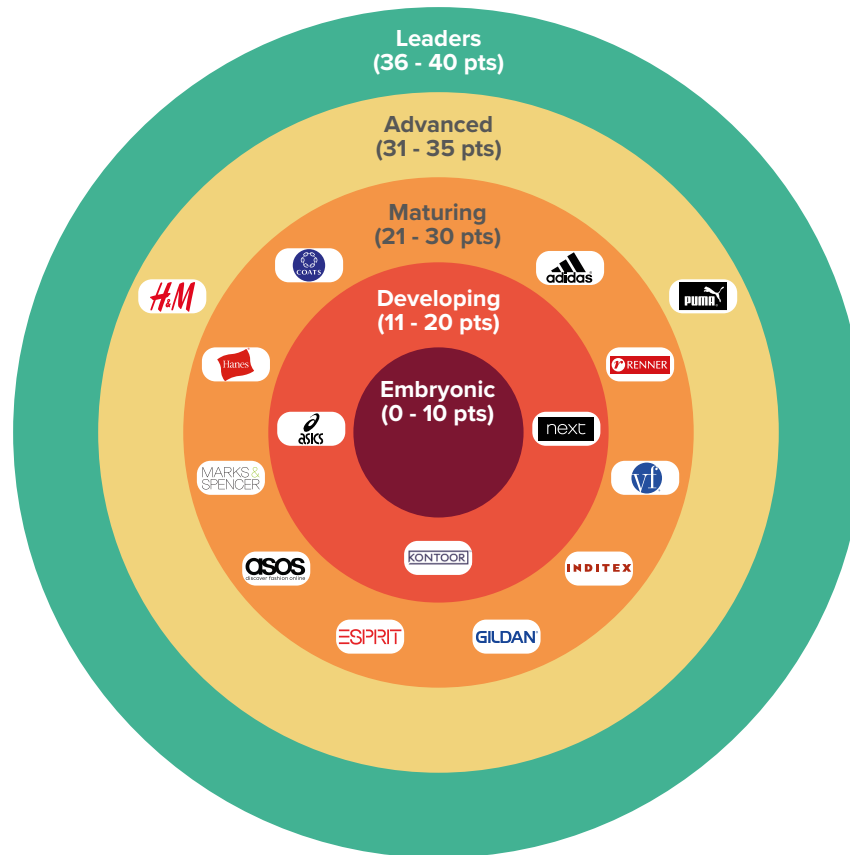 Leaders
(36 - 40 pts)
Advanced
(31 - 35 pts)
Maturing
(21 - 30 pts)
COATS
adidas
H&M
PUMA
Developing
(11 - 20 pts)
Hanes
RENNER
Embryonic
(0 - 10 pts)
asics
next
MARKS&
SPENCER
vf
KONTOOR
asos
discover fashion online
INDITEX
ESPRIT
GILDAN